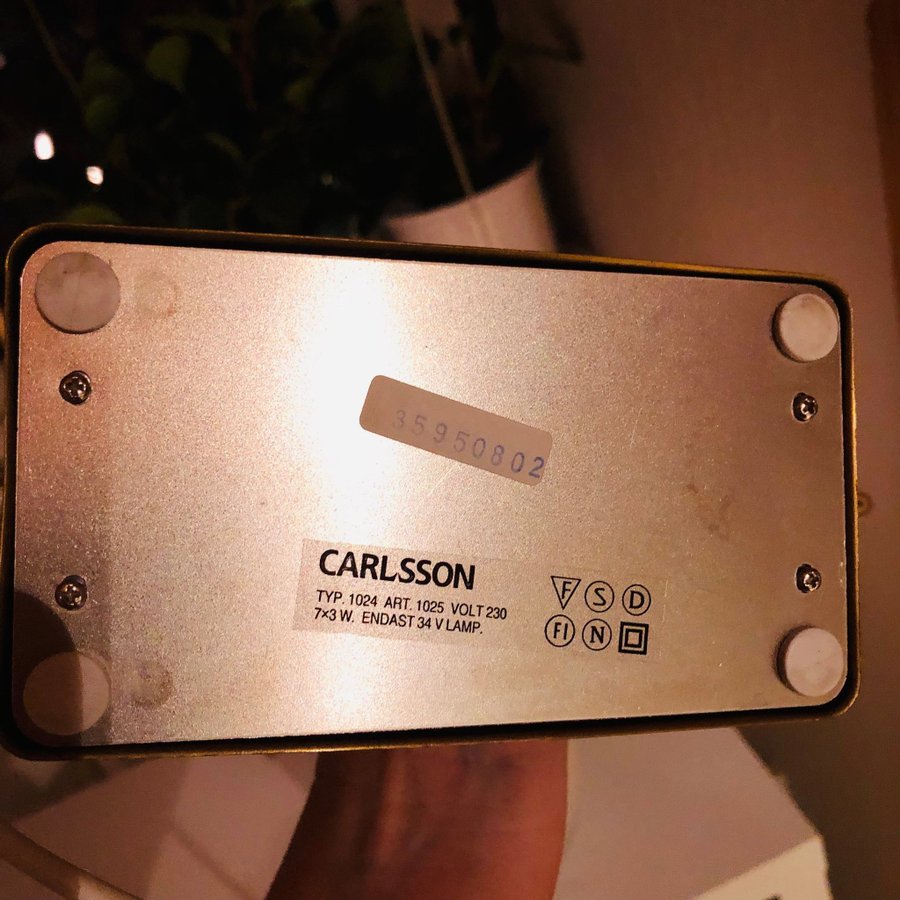 35950802
CARLSSON
TYP. 1024 ART. 1025 VOLT 230
7×3 W. ENDAST 34 V LAMP.
F S D
FI N